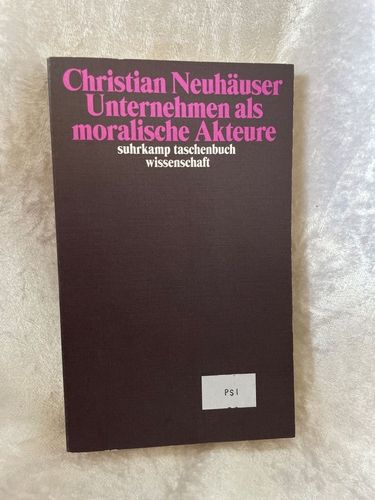 Christian Neuhäuser
Unternehmen als
moralische Akteure
suhrkamp taschenbuch
wissenschaft
PSI